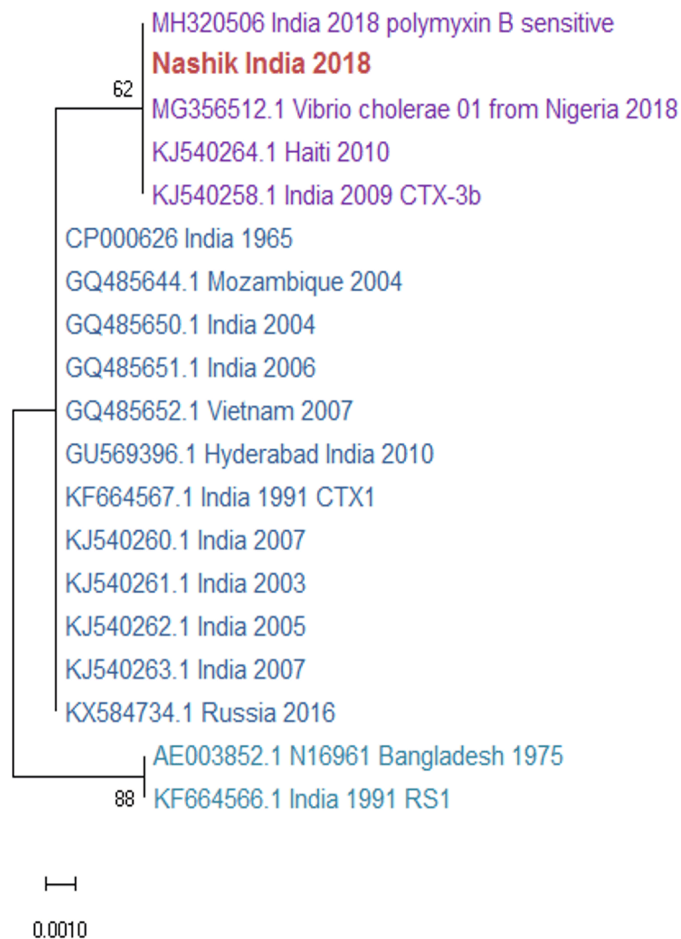 MH320506 India 2018 polymyxin B sensitive
Nashik India 2018
62
MG356512.1 Vibrio cholerae 01 from Nigeria 2018
KJ540264.1 Haiti 2010
KJ540258.1 India 2009 CTX-3b
CP000626 India 1965
GQ485644.1 Mozambique 2004
GQ485650.1 India 2004
GQ485651.1 India 2006
GQ485652.1 Vietnam 2007
GU569396.1 Hyderabad India 2010
KF664567.1 India 1991 CTX1
KJ540260.1 India 2007
KJ540261.1 India 2003
KJ540262.1 India 2005
KJ540263.1 India 2007
KX584734.1 Russia 2016
AE003852.1 N16961 Bangladesh 1975
88
KF664566.1 India 1991 RS1
0.0010